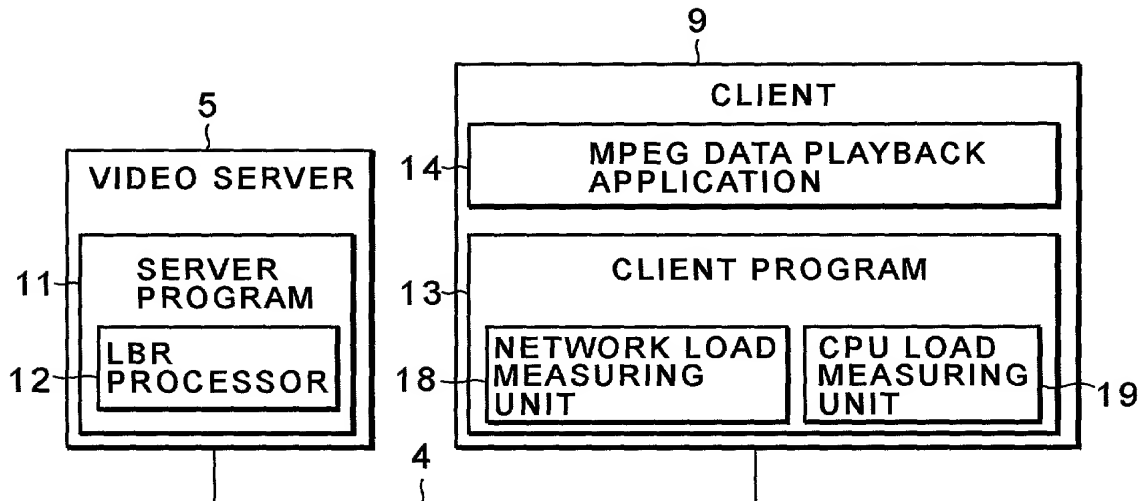 5
VIDEO SERVER
11
SERVER
PROGRAM
12
LBR
PROCESSOR
9
CLIENT
14
MPEG DATA PLAYBACK
APPLICATION
13
CLIENT PROGRAM
18
NETWORK LOAD
MEASURING
UNIT
CPU LOAD
MEASURING
UNIT
19
4